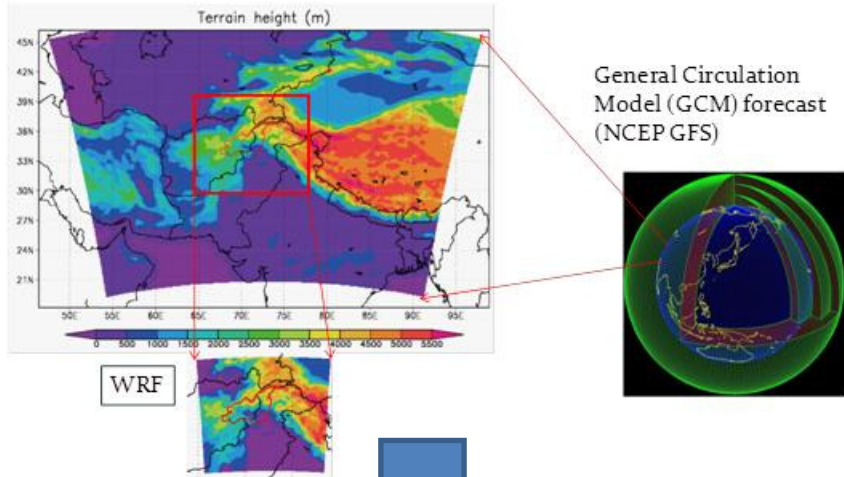 Terrain height (m)
45N
42N
39N
36N
33N
30N
27N
24N
21N
50E 55E 60E 65E 70E 75E 80E 85E 90E 95E
0 500 1000 1500 2000 2500 3000 3500 4000 4500 5000 5500
General Circulation
Model (GCM) forecast
(NCEP GFS)
WRF